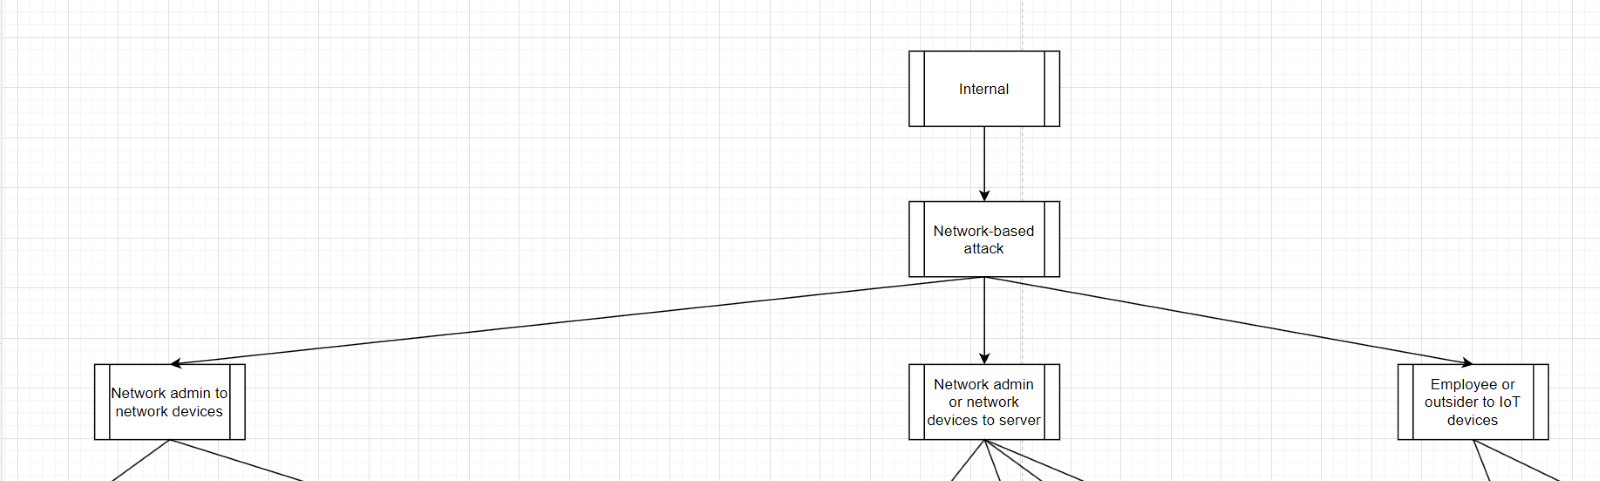 Internal
Network-based
attack
Network admin to
network devices
Network admin
or network
devices to server
Employee or
outsider to IoT
devices